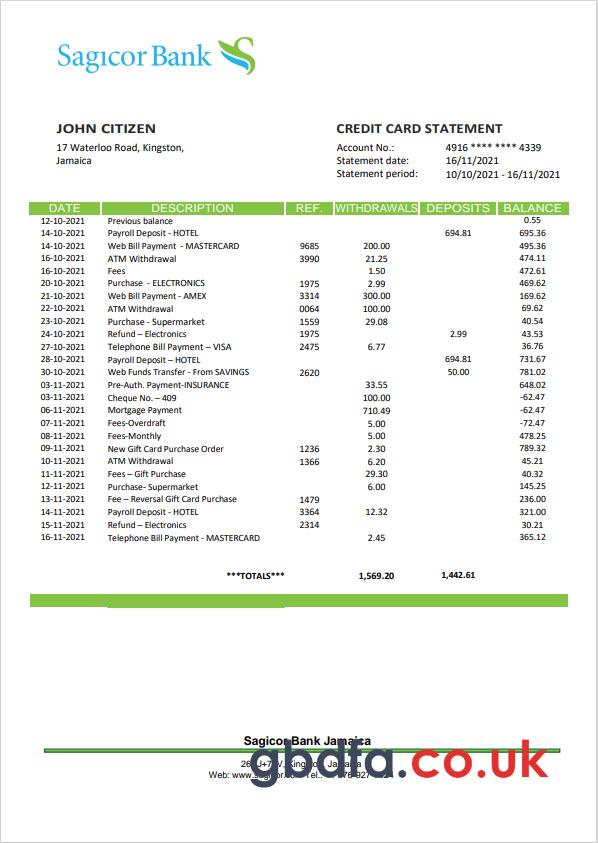 Sagicor Bank
JOHN CITIZEN
17 Waterloo Road, Kingston,
Jamaica
CREDIT CARD STATEMENT
Account No.: 4916 **** **** 4339
Statement date: 16/11/2021
Statement period: 10/10/2021 - 16/11/2021
DATE DESCRIPTION REF. WITHDRAWALS DEPOSITS BALANCE
12-10-2021 Previous balance 0.55
14-10-2021 Payroll Deposit - HOTEL 694.81 695.36
14-10-2021 Web Bill Payment - MASTERCARD 9685 200.00 495.36
16-10-2021 ATM Withdrawal 3990 21.25 474.11
16-10-2021 Fees 1.50 472.61
20-10-2021 Purchase - ELECTRONICS 1975 2.99 469.62
21-10-2021 Web Bill Payment - AMEX 3314 300.00 169.62
22-10-2021 ATM Withdrawal 0064 100.00 69.62
23-10-2021 Purchase - Supermarket 1559 29.08 40.54
24-10-2021 Refund – Electronics 1975 2.99 43.53
27-10-2021 Telephone Bill Payment – VISA 2475 6.77 36.76
28-10-2021 Payroll Deposit – HOTEL 694.81 731.67
30-10-2021 Web Funds Transfer - From SAVINGS 2620 50.00 781.02
03-11-2021 Pre-Auth. Payment-INSURANCE 33.55 648.02
03-11-2021 Cheque No. – 409 100.00 -62.47
06-11-2021 Mortgage Payment 710.49 -62.47
07-11-2021 Fees-Overdraft 5.00 -72.47
08-11-2021 Fees-Monthly 5.00 478.25
09-11-2021 New Gift Card Purchase Order 1236 2.30 789.32
10-11-2021 ATM Withdrawal 1366 6.20 45.21
11-11-2021 Fees – Gift Purchase 29.30 40.32
12-11-2021 Purchase- Supermarket 6.00 145.25
13-11-2021 Fee – Reversal Gift Card Purchase 1479 236.00
14-11-2021 Payroll Deposit - HOTEL 3364 12.32 321.00
15-11-2021 Refund – Electronics 2314 30.21
16-11-2021 Telephone Bill Payment - MASTERCARD 2.45 365.12
***TOTALS*** 1,569.20 1,442.61
Sagicor Bank Jamaica
gbdfa.co.uk
Web: